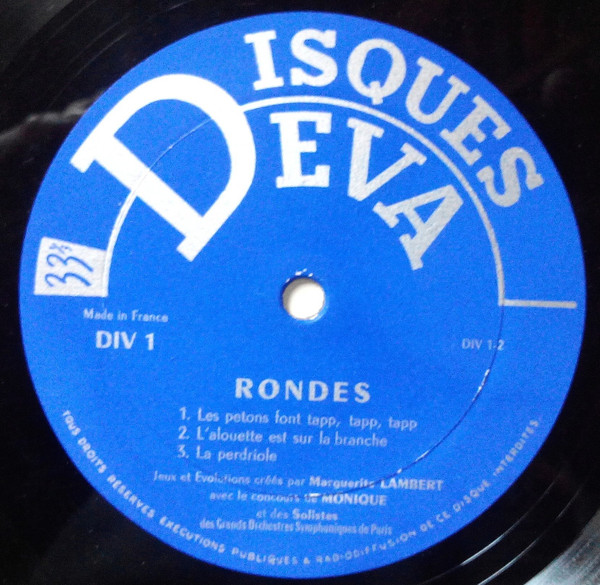 DISQUES
DEVA
33⅓
Made in France
DIV 1
DIV 1-2
RONDES
1. Les petons font tapp, tapp, tapp
2. L'alouette est sur la branche
3. La perdriole
Jeux et Evolutions créés par Marguerite LAMBERT
avec le concours de MONIQUE
et des Solistes
des Grands Orchestres Symphoniques de Paris
TOUS DROITS RÉSERVÉS EXÉCUTIONS PUBLIQUES & RADIODIFFUSION DE CE DISQUE INTERDITES